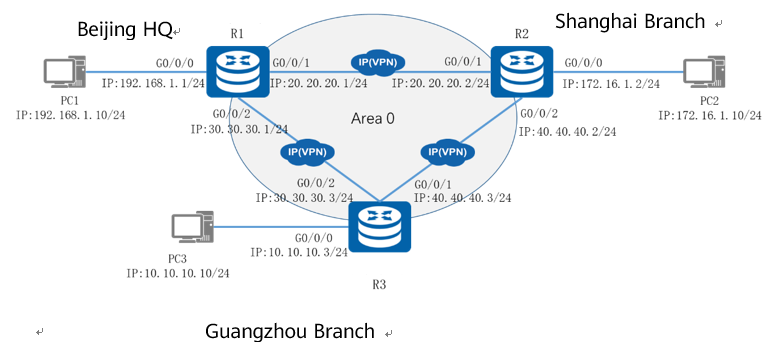 Beijing HQ
Shanghai Branch
R1
R2
G0/0/0
G0/0/1
IP(VPN)
G0/0/1
G0/0/0
IP:192.168.1.1/24
IP:20.20.20.1/24
IP:20.20.20.2/24
IP:172.16.1.2/24
PC1
IP:192.168.1.10/24
PC2
IP:172.16.1.10/24
G0/0/2
IP:30.30.30.1/24
Area 0
G0/0/2
IP:40.40.40.2/24
IP(VPN)
IP(VPN)
G0/0/2
IP:30.30.30.3/24
G0/0/1
IP:40.40.40.3/24
G0/0/0
IP:10.10.10.3/24
PC3
IP:10.10.10.10/24
R3
Guangzhou Branch